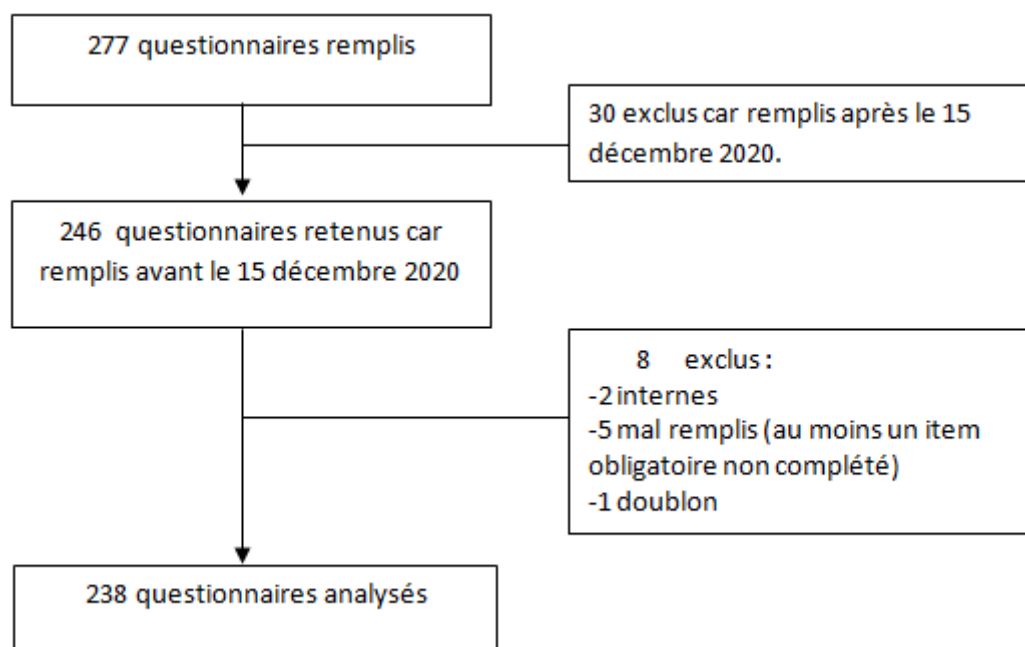 277 questionnaires remplis
30 exclus car remplis après le 15
décembre 2020.
246 questionnaires retenus car
remplis avant le 15 décembre 2020
8 exclus :
-2 internes
-5 mal remplis (au moins un item
obligatoire non complété)
-1 doublon
238 questionnaires analysés